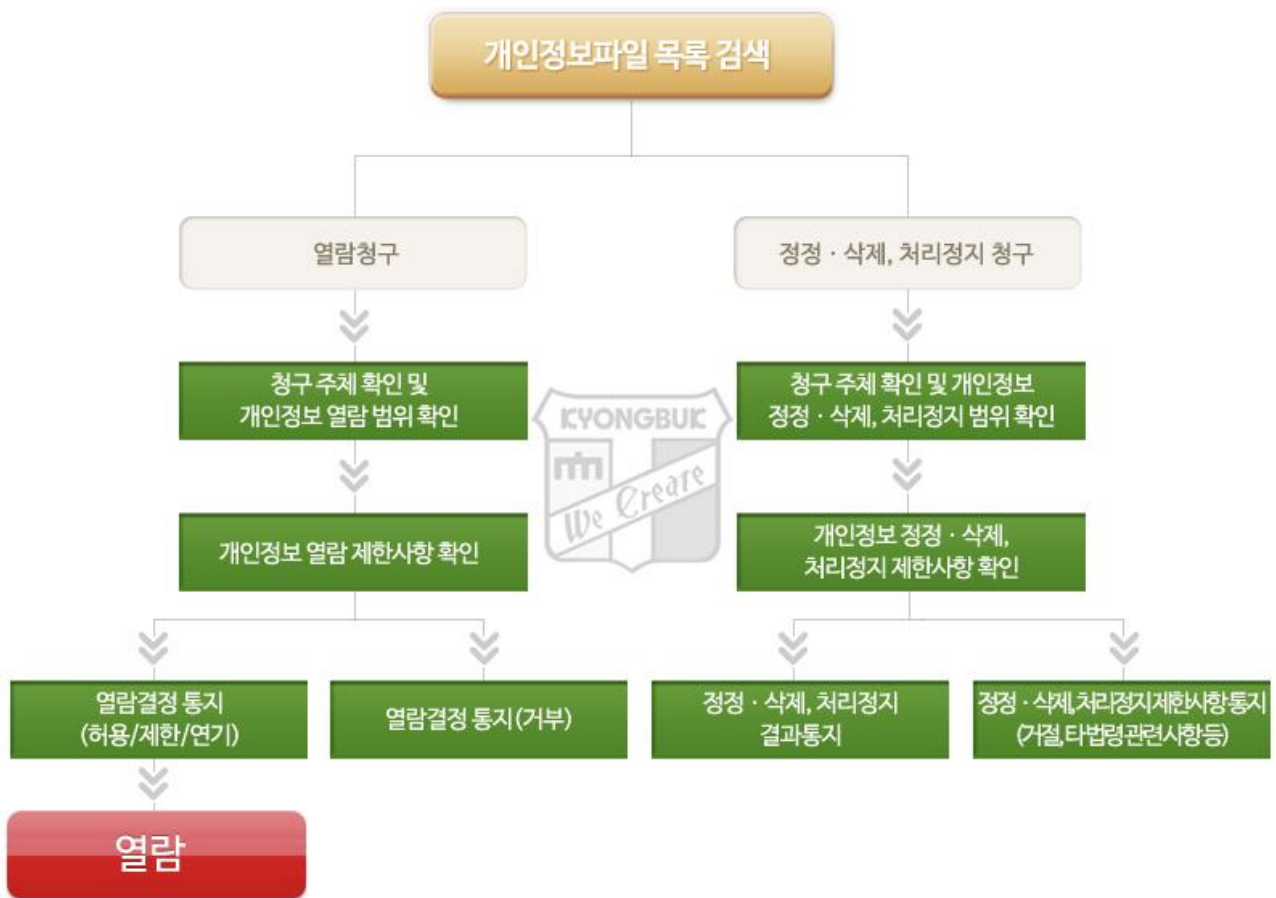 개인정보파일 목록 검색
열람청구
정정 · 삭제, 처리정지 청구
청구 주체 확인 및
개인정보 열람 범위 확인
청구 주체 확인 및 개인정보
정정 · 삭제, 처리정지 범위 확인
KYONGBUK
We Create
개인정보 열람 제한사항 확인
개인정보 정정 · 삭제,
처리정지 제한사항 확인
열람결정 통지
(허용/제한/연기)
열람결정 통지(거부)
정정 · 삭제, 처리정지
결과통지
정정 · 삭제,처리정지제한사항통지
(거절,타법령관련사항등)
열람